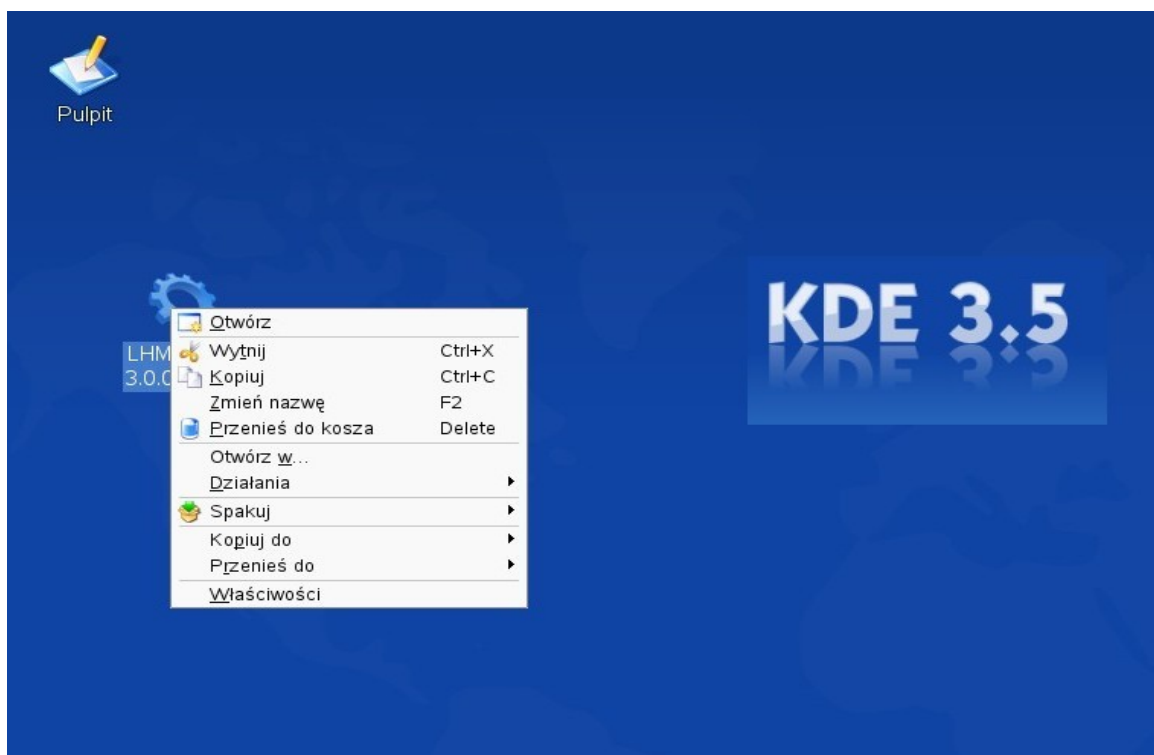 Pulpit
KDE 3.5
LHM
3.0.0
Otwórz
Wytnij Ctrl+X
Kopiuj Ctrl+C
Zmień nazwę F2
Przenieś do kosza Delete
Otwórz w...
Działania
Spakuj
Kopiuj do
Przenieś do
Właściwości